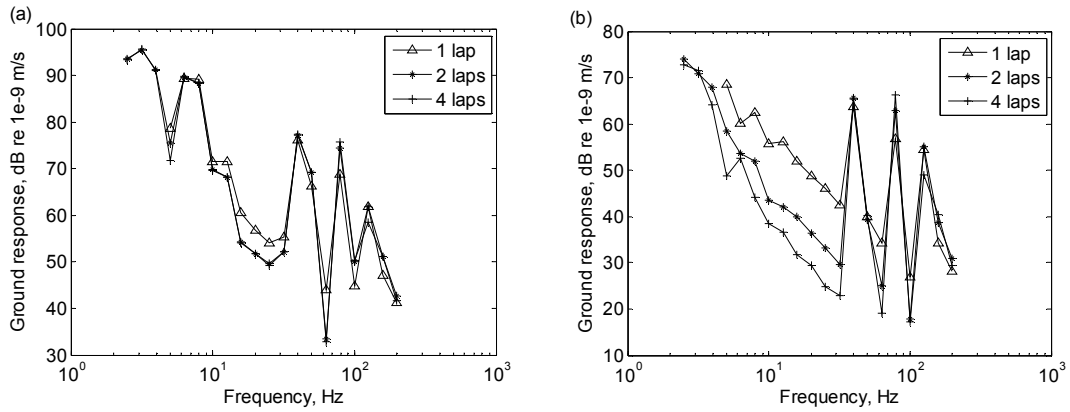 (a)
100
90
80
70
60
50
40
30
Ground response, dB re 1e-9 m/s
10^0
10^1
10^2
10^3
Frequency, Hz
1 lap
2 laps
4 laps
(b)
80
70
60
50
40
30
20
10
Ground response, dB re 1e-9 m/s
10^0
10^1
10^2
10^3
Frequency, Hz
1 lap
2 laps
4 laps